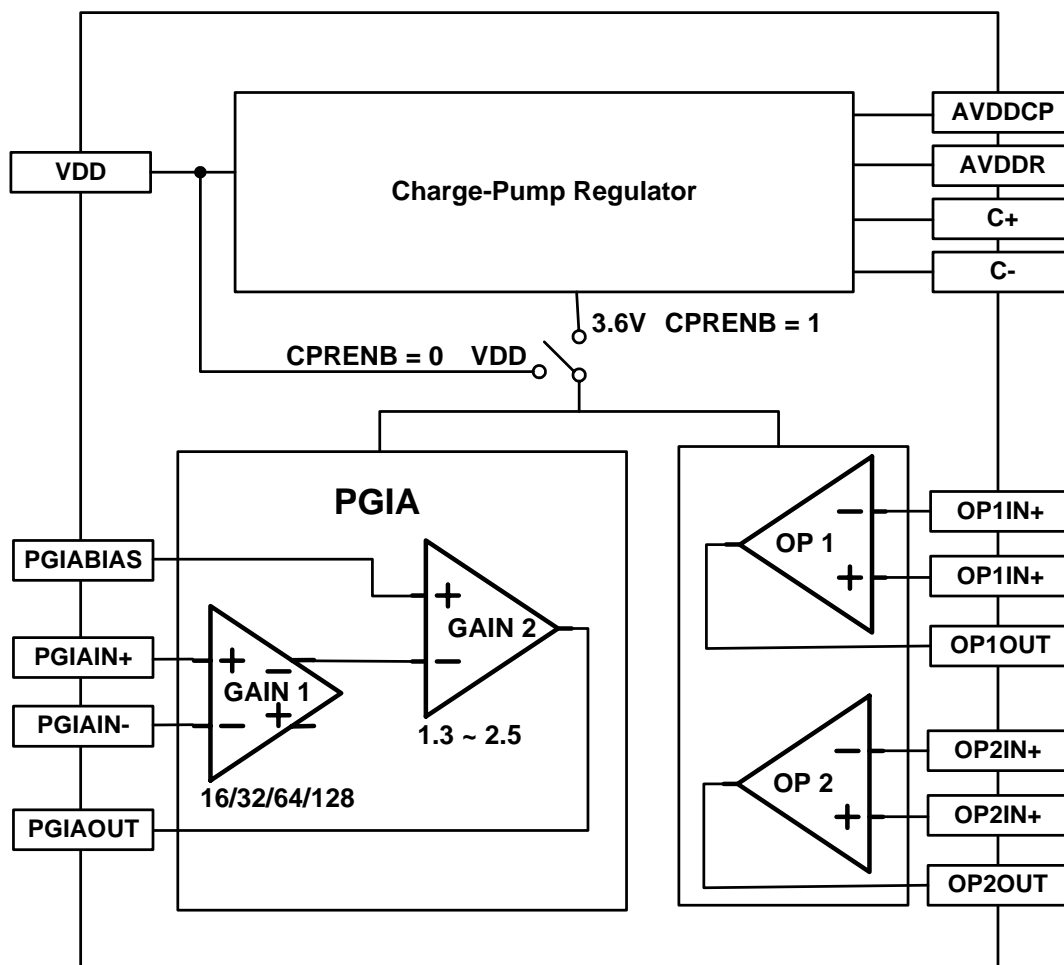 AVDDCP
VDD
AVDDR
Charge-Pump Regulator
C+
C-
3.6V CPRENB = 1
CPRENB = 0 VDD
PGIA
OP1IN+
OP 1
PGIABIAS
+
-
+
OP1IN+
GAIN 2
PGIAIN+
+
-
-
OP1OUT
GAIN 1
PGIAIN-
-
+
1.3 ~ 2.5
-
OP2IN+
OP 2
16/32/64/128
PGIAOUT
+
OP2IN+
OP2OUT